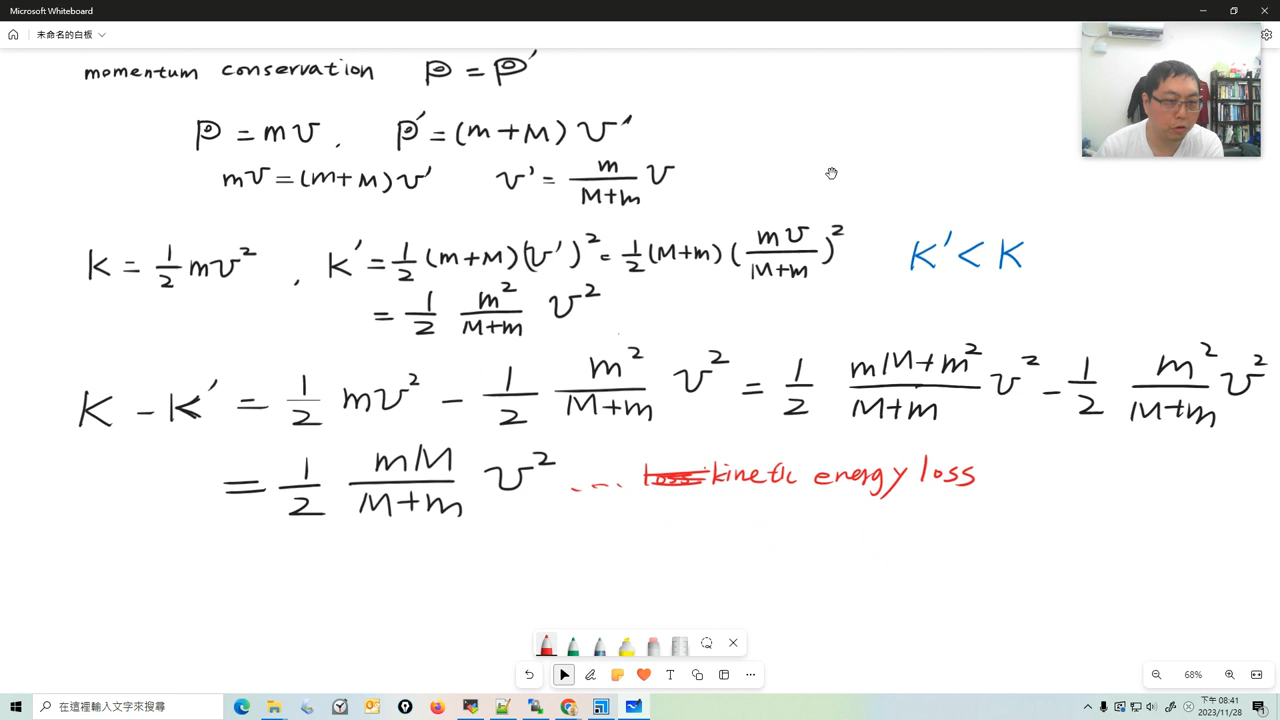 Microsoft Whiteboard
未命名的白板
momentum conservation P = P′
P = mv , P′ = (m+M) v′
mv = (m+M)v′ v′ = m/(M+m) v
K = 1/2 mv² , K′ = 1/2 (m+M)(v′)² = 1/2 (M+m) (mv/(M+m))² K′ < K
= 1/2 m²/(M+m) v²
K − K′ = 1/2 mv² − 1/2 m²/(M+m) v² = 1/2 (mM+m²)/(M+m) v² − 1/2 m²/(M+m) v²
= 1/2 mM/(M+m) v² ... kinetic energy loss
68%
在這裡輸入文字來搜尋
下午 08:41
2023/11/28